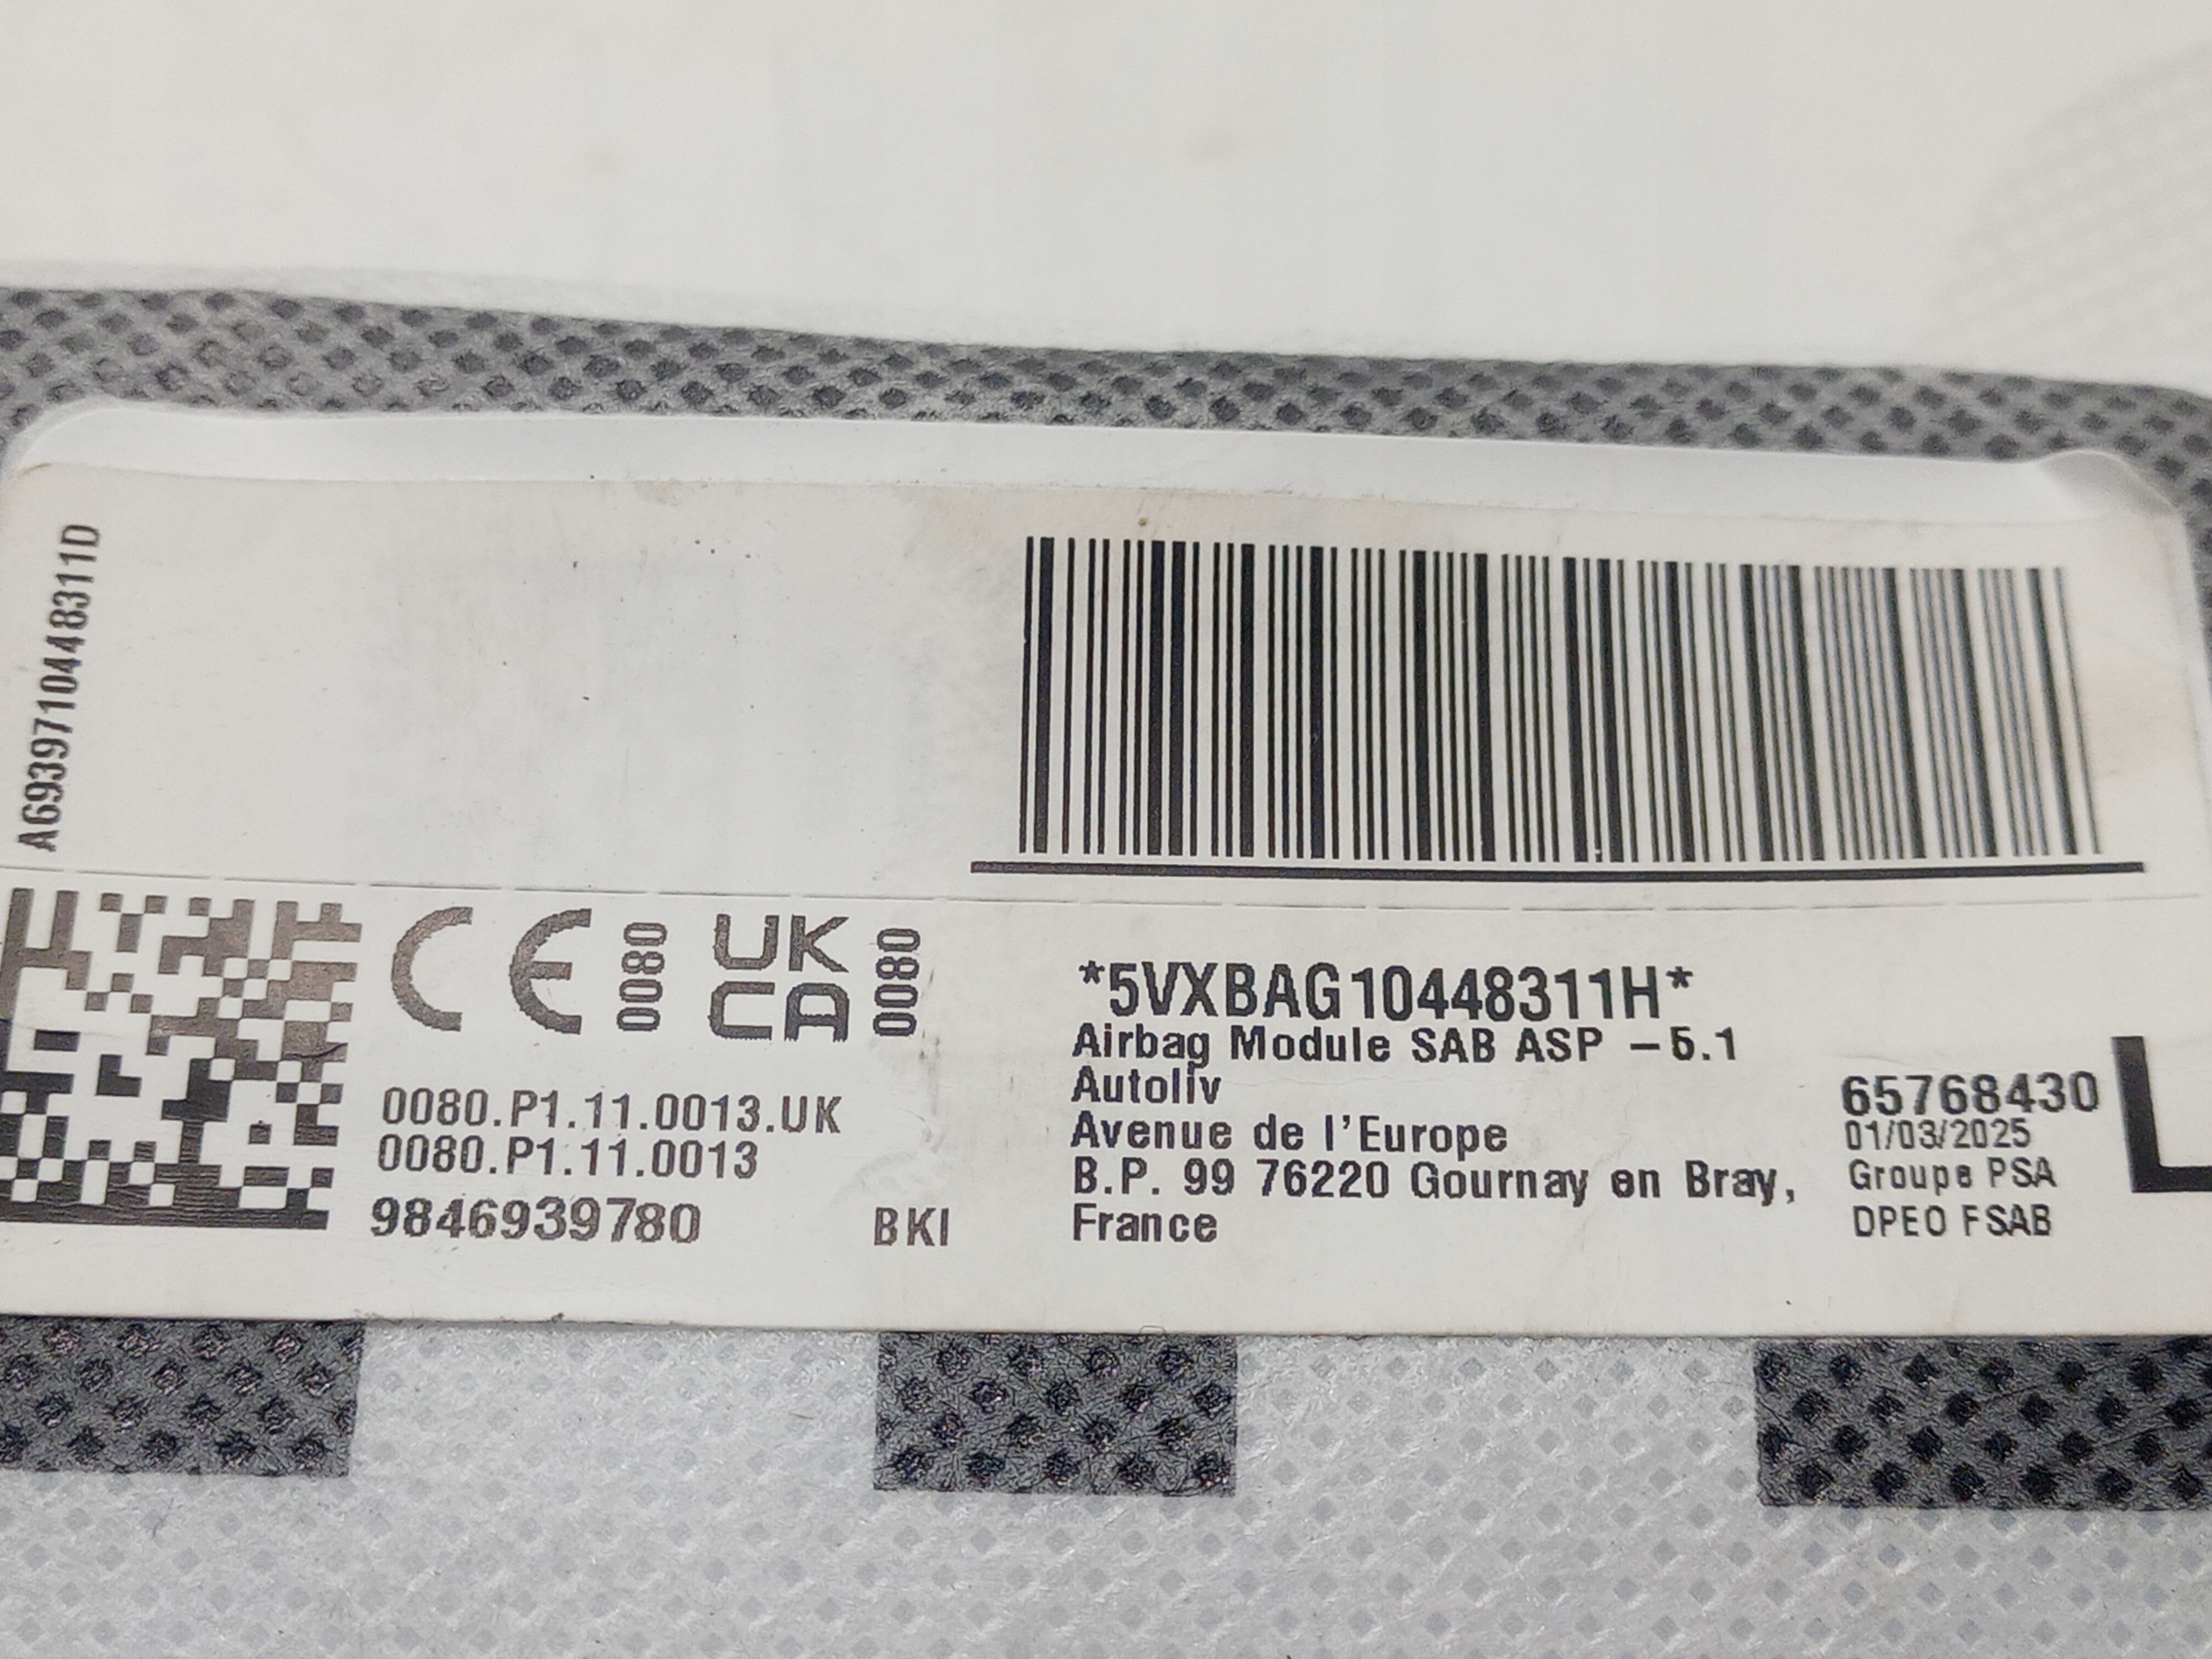 A6939710448311D
CE 0080 UK CA 0080
0080.P1.11.0013.UK
0080.P1.11.0013
9846939780
BKI
*5VXBAG10448311H*
Airbag Module SAB ASP -5.1
Autoliv
Avenue de l'Europe
B.P. 99 76220 Gournay en Bray,
France
65768430
01/03/2025
Groupe PSA
DPEO FSAB
L